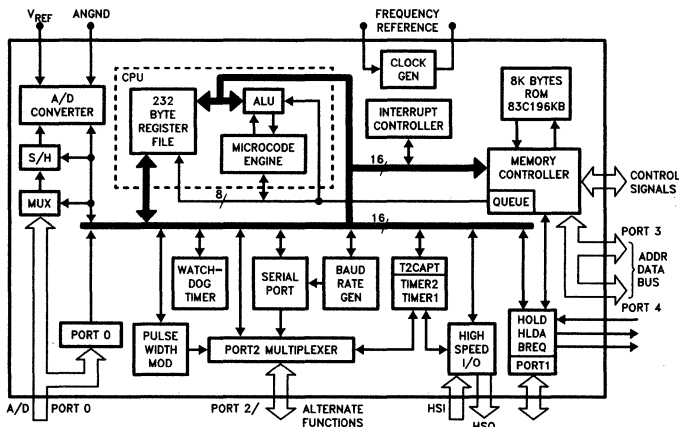 VREF
ANGND
FREQUENCY
REFERENCE
CPU
CLOCK
GEN
A/D
CONVERTER
232
BYTE
REGISTER
FILE
ALU
8K BYTES
ROM
83C196KB
INTERRUPT
CONTROLLER
S/H
MICROCODE
ENGINE
16
MEMORY
CONTROLLER
CONTROL
SIGNALS
MUX
8
QUEUE
16
PORT 3
WATCH-
DOG
TIMER
SERIAL
PORT
BAUD
RATE
GEN
T2CAPT
TIMER2
TIMER1
ADDR
DATA
BUS
PORT 4
PORT 0
PULSE
WIDTH
MOD
PORT2 MULTIPLEXER
HIGH
SPEED
I/O
HOLD
HLDA
BREQ
PORT1
A/D
PORT 0
PORT 2/
ALTERNATE
FUNCTIONS
HSI
HSO